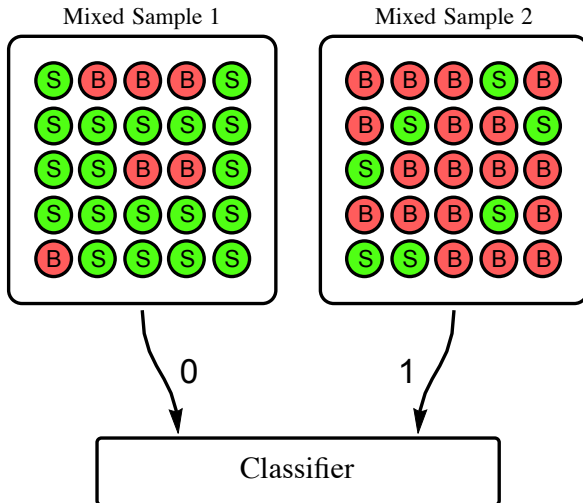 Mixed Sample 1 Mixed Sample 2
S B B B S B B B S B
S S S S S B S B B S
S S B B S S B B B B
S S S S S B B B S B
B S S S S S S B B B
0 1
Classifier